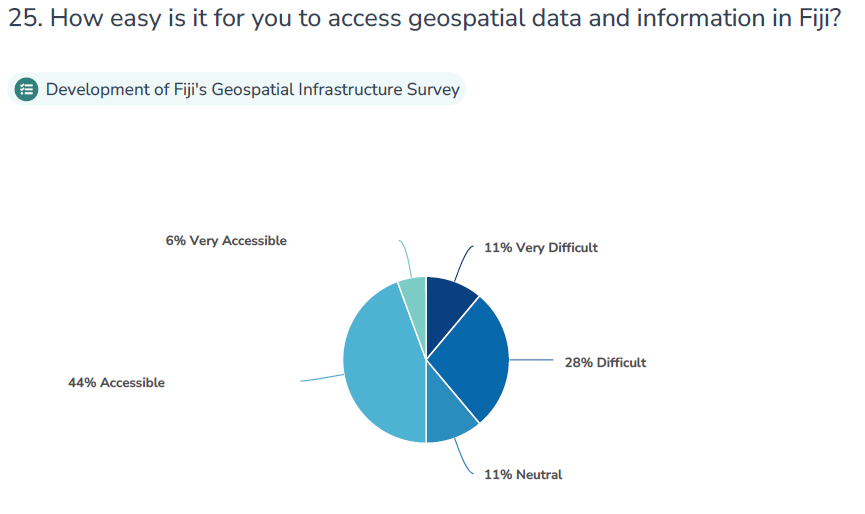 25. How easy is it for you to access geospatial data and information in Fiji?
Development of Fiji's Geospatial Infrastructure Survey
6% Very Accessible
11% Very Difficult
28% Difficult
44% Accessible
11% Neutral